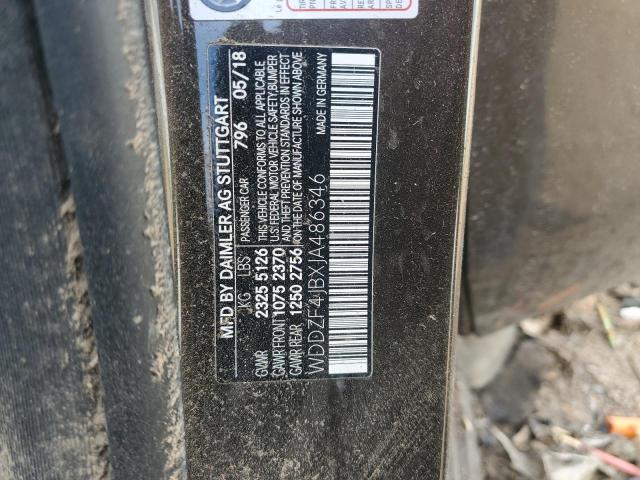 MFD BY DAIMLER AG STUTTGART
PASSENGER CAR 796 05/18
KG LBS
GAWR 2325 5126
GAWR FRONT 1075 2370
GAWR REAR 1250 2756
THIS VEHICLE CONFORMS TO ALL APPLICABLE
U.S.FEDERAL MOTOR VEHICLE SAFETY,BUMPER
AND THEFT PREVENTION STANDARDS IN EFFECT
ON THE DATE OF MANUFACTURE SHOWN ABOVE
MADE IN GERMANY
WDDZF4JBXJA486346